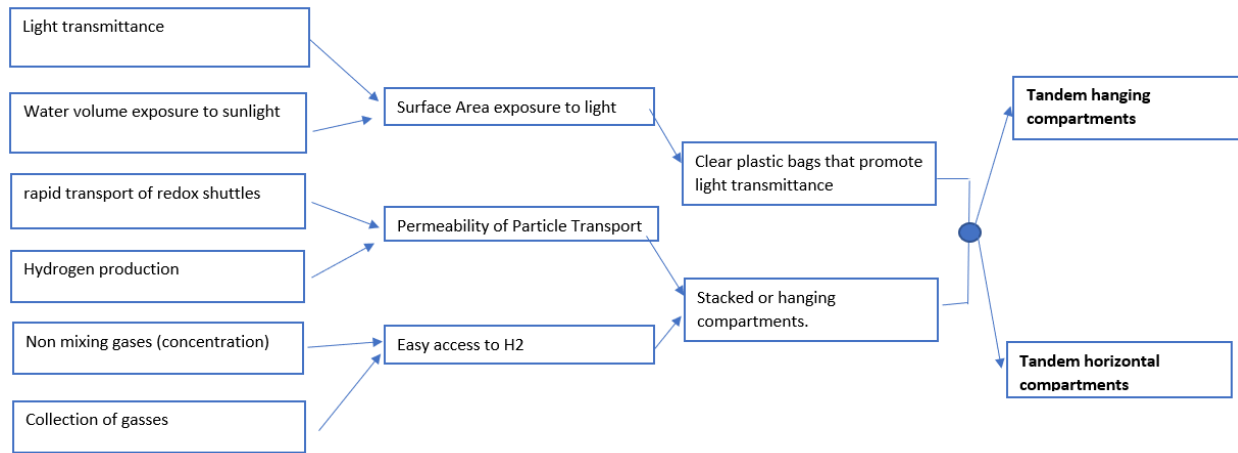 Light transmittance
Water volume exposure to sunlight
rapid transport of redox shuttles
Hydrogen production
Non mixing gases (concentration)
Collection of gasses
Surface Area exposure to light
Permeability of Particle Transport
Easy access to H2
Clear plastic bags that promote
light transmittance
Stacked or hanging
compartments.
Tandem hanging
compartments
Tandem horizontal
compartments